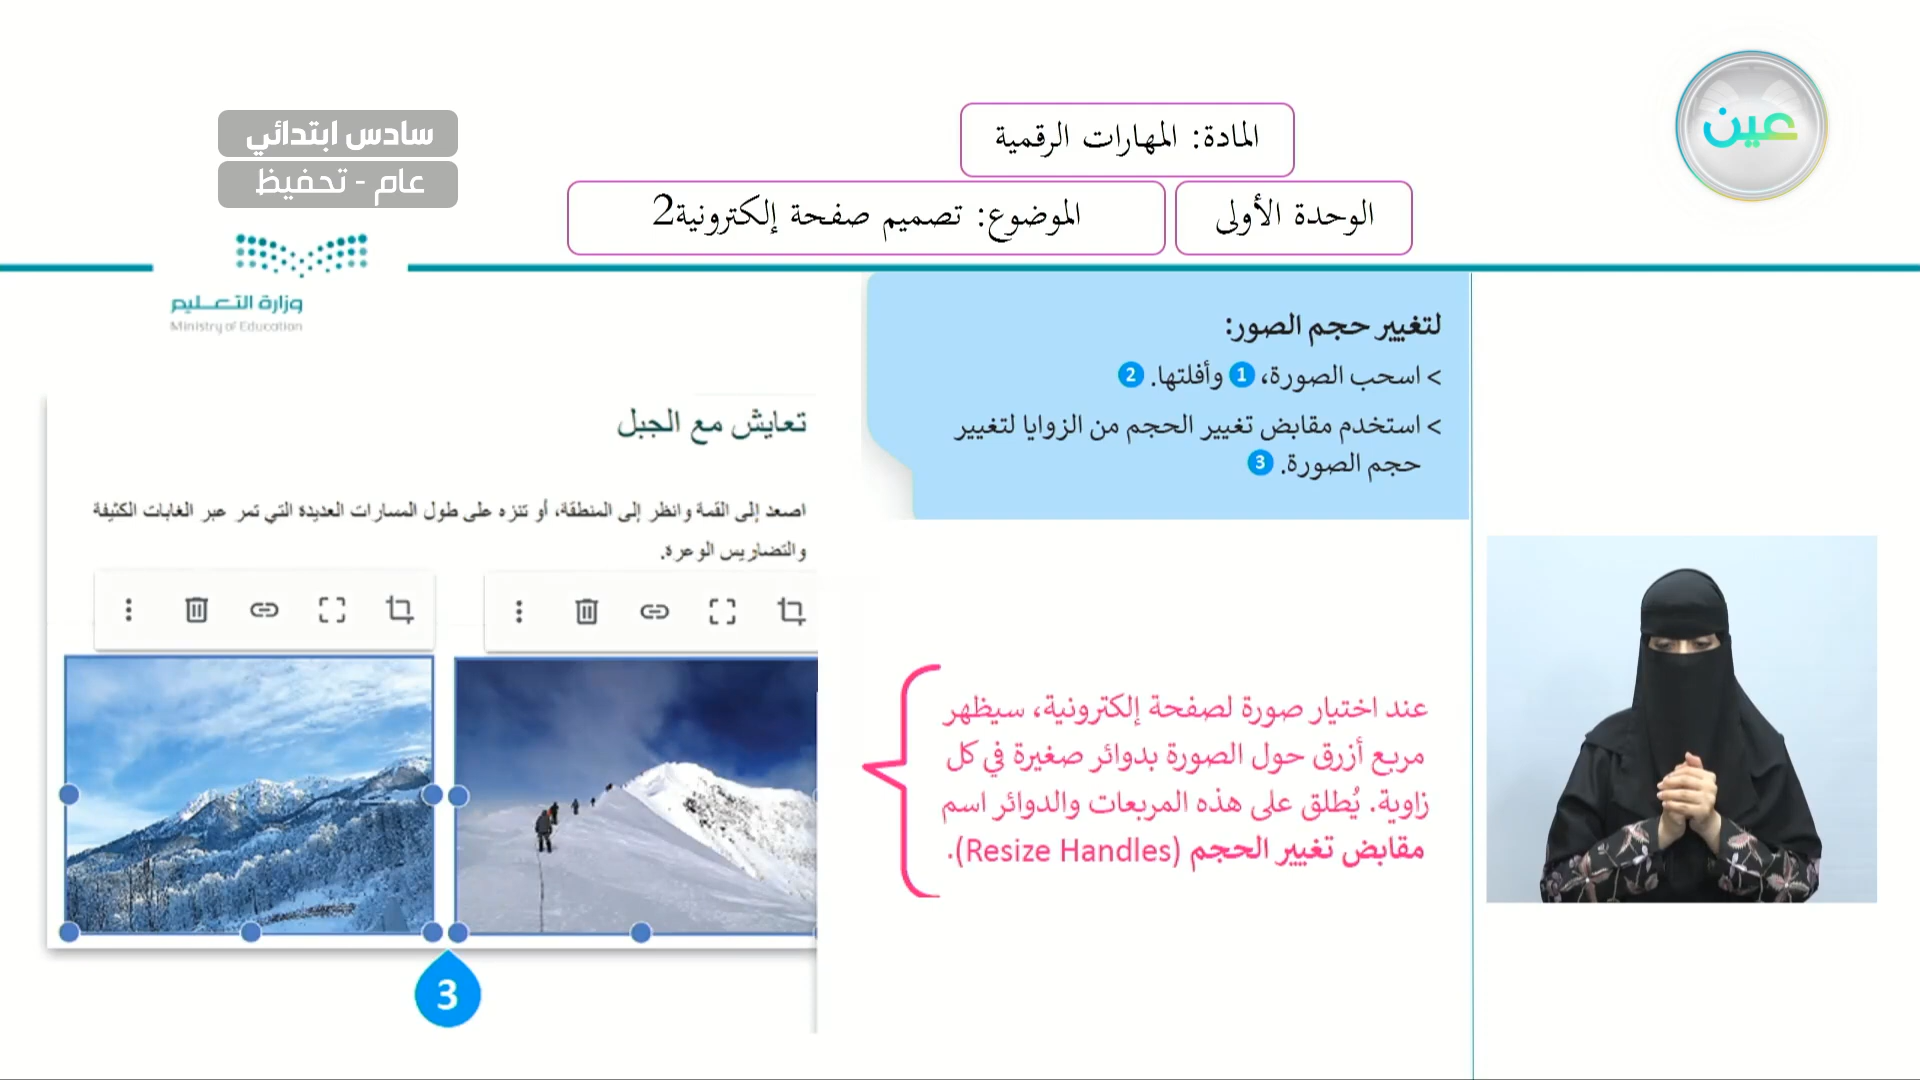 عين
المادة: المهارات الرقمية
سادس ابتدائي
عام - تحفيظ
الوحدة الأولى
الموضوع: تصميم صفحة إلكترونية2
وزارة التعليم
Ministry of Education
لتغيير حجم الصور:
> اسحب الصورة، 1 وأفلتها. 2
> استخدم مقابض تغيير الحجم من الزوايا لتغيير
حجم الصورة. 3
تعايش مع الجبل
اصعد إلى القمة وانظر إلى المنطقة، أو تنزه على طول المسارات العديدة التي تمر عبر الغابات الكثيفة
والتضاريس الوعرة.
عند اختيار صورة لصفحة إلكترونية، سيظهر
مربع أزرق حول الصورة بدوائر صغيرة في كل
زاوية. يُطلق على هذه المربعات والدوائر اسم
مقابض تغيير الحجم (Resize Handles).
3